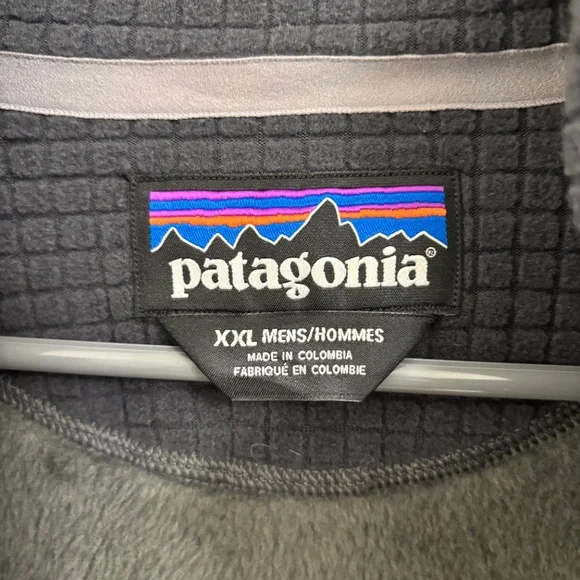 patagonia®
XXL MENS/HOMMES
MADE IN COLOMBIA
FABRIQUÉ EN COLOMBIE